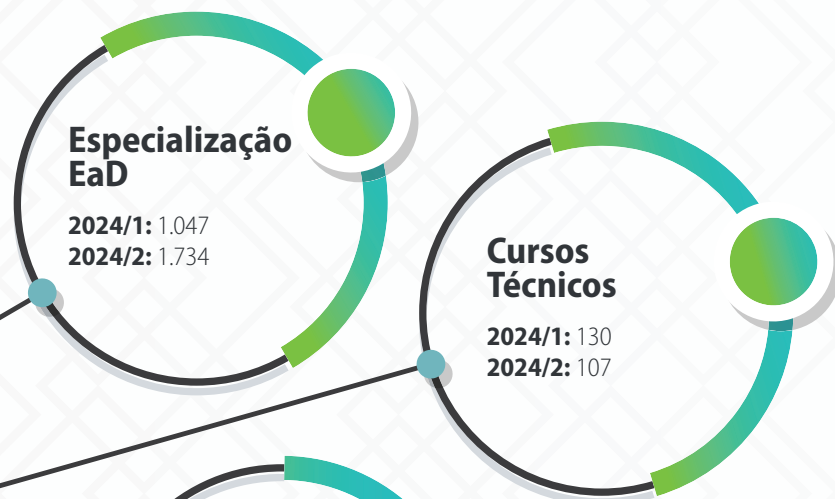 Especialização
EaD
2024/1: 1.047
2024/2: 1.734
Cursos
Técnicos
2024/1: 130
2024/2: 107